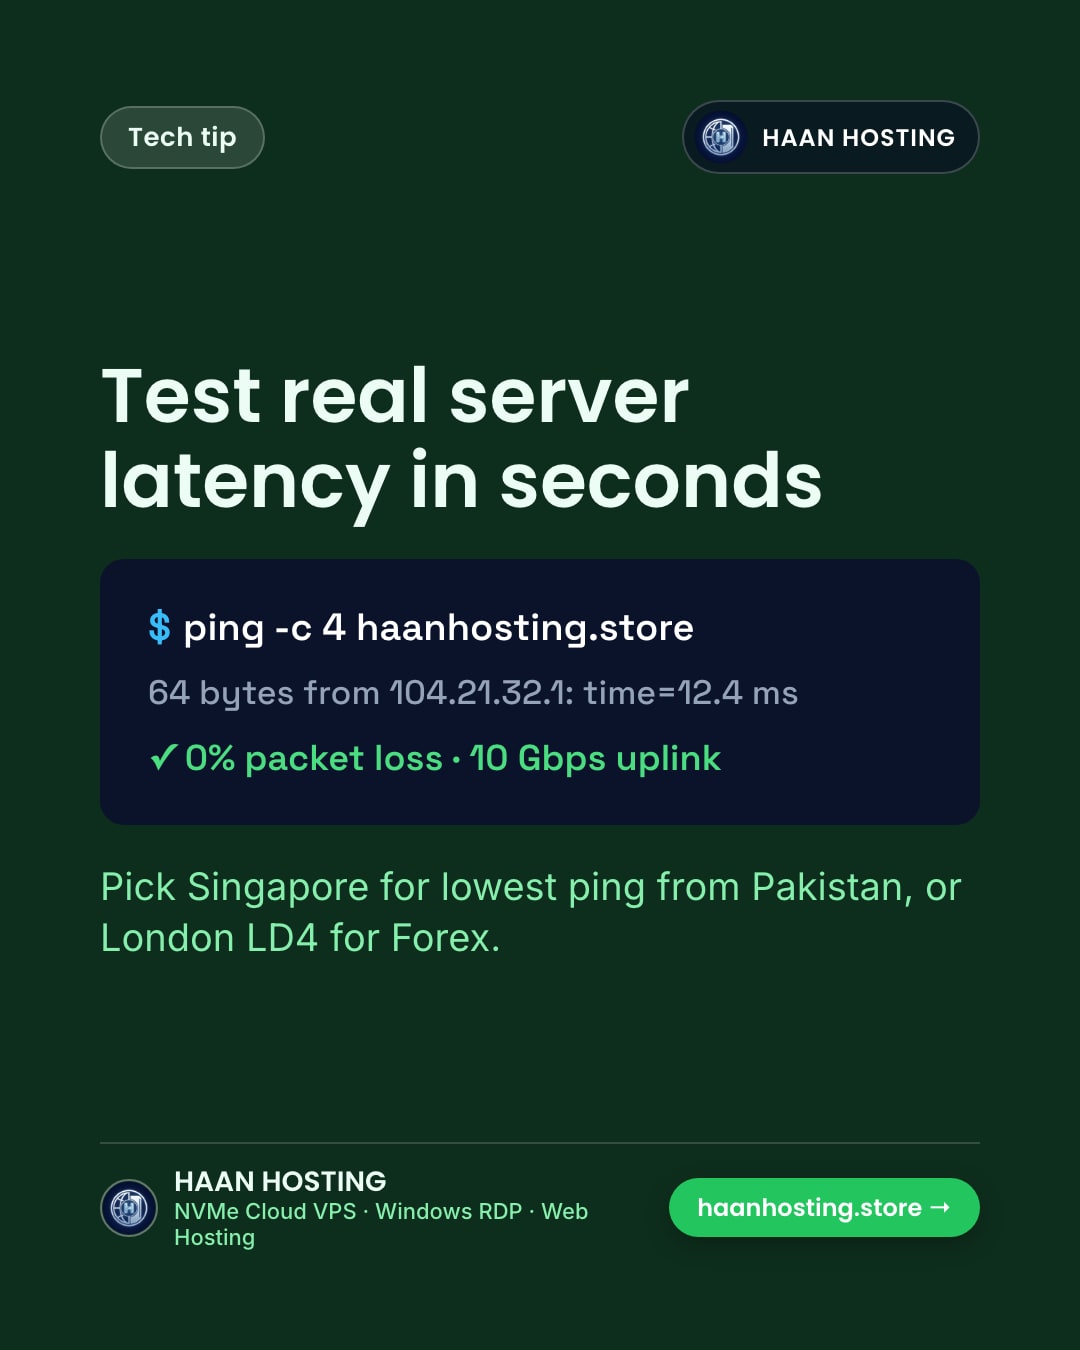 Tech tip
HAAN HOSTING
Test real server
latency in seconds
$ ping -c 4 haanhosting.store
64 bytes from 104.21.32.1: time=12.4 ms
✓ 0% packet loss · 10 Gbps uplink
Pick Singapore for lowest ping from Pakistan, or
London LD4 for Forex.
HAAN HOSTING
NVMe Cloud VPS · Windows RDP · Web
Hosting
haanhosting.store →